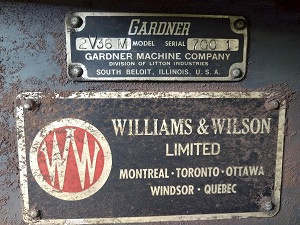 GARDNER
2V36 M MODEL SERIAL 760 1
GARDNER MACHINE COMPANY
DIVISION OF LITTON INDUSTRIES
SOUTH BELOIT, ILLINOIS, U. S. A.
WW
WILLIAMS & WILSON
LIMITED
MONTREAL · TORONTO · OTTAWA
WINDSOR · QUEBEC